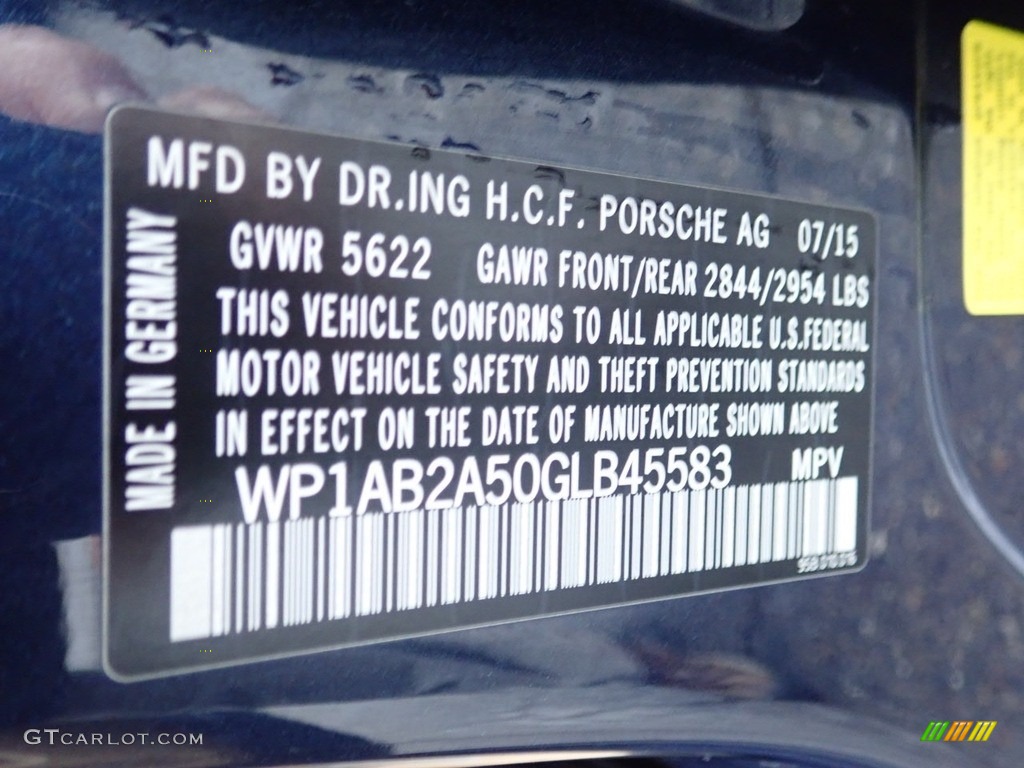 MFD BY DR.ING H.C.F. PORSCHE AG 07/15
GVWR 5622 GAWR FRONT/REAR 2844/2954 LBS
THIS VEHICLE CONFORMS TO ALL APPLICABLE U.S.FEDERAL
MOTOR VEHICLE SAFETY AND THEFT PREVENTION STANDARDS
IN EFFECT ON THE DATE OF MANUFACTURE SHOWN ABOVE
WP1AB2A50GLB45583 MPV
MADE IN GERMANY
GTCARLOT.COM